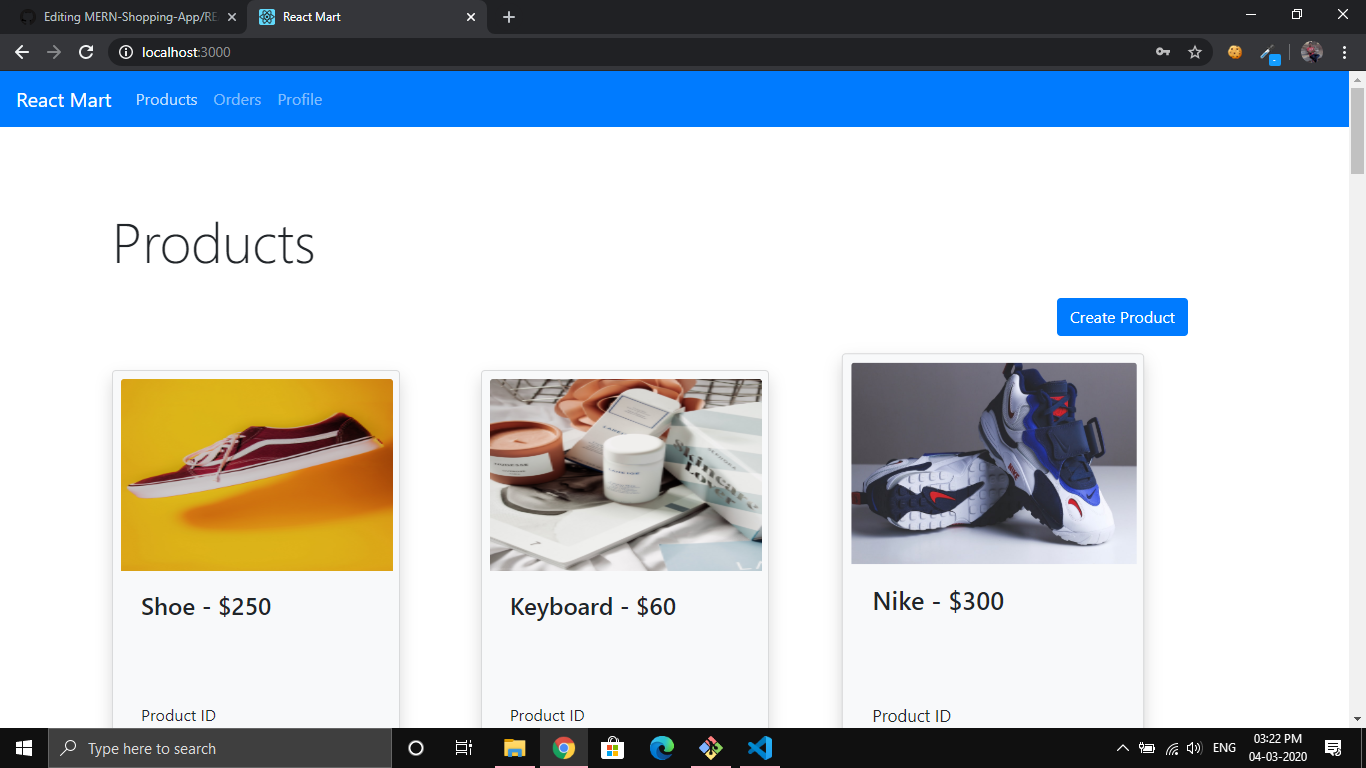 Editing MERN-Shopping-App/RE
React Mart
localhost:3000
React Mart Products Orders Profile
Products
Create Product
Shoe - $250
Keyboard - $60
Nike - $300
Product ID
Product ID
Product ID
Type here to search
ENG
03:22 PM
04-03-2020